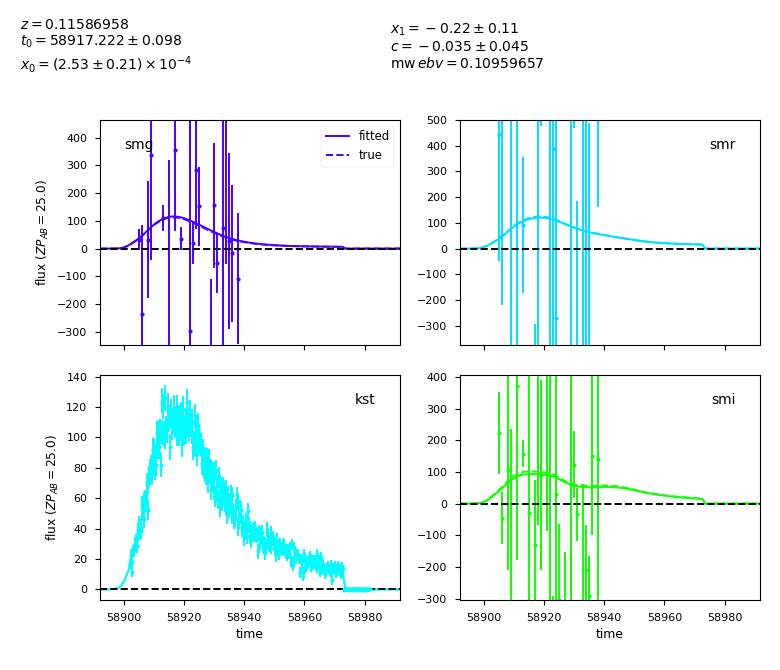 z = 0.11586958
t₀ = 58917.222 ± 0.098
x₀ = (2.53 ± 0.21) × 10⁻⁴
x₁ = −0.22 ± 0.11
c = −0.035 ± 0.045
mw ebv = 0.10959657
smg
fitted
true
400
300
200
100
0
−100
−200
−300
flux (ZP_AB = 25.0)
smr
500
400
300
200
100
0
−100
−200
−300
kst
140
120
100
80
60
40
20
0
flux (ZP_AB = 25.0)
58900 58920 58940 58960 58980
time
smi
400
300
200
100
0
−100
−200
−300
58900 58920 58940 58960 58980
time